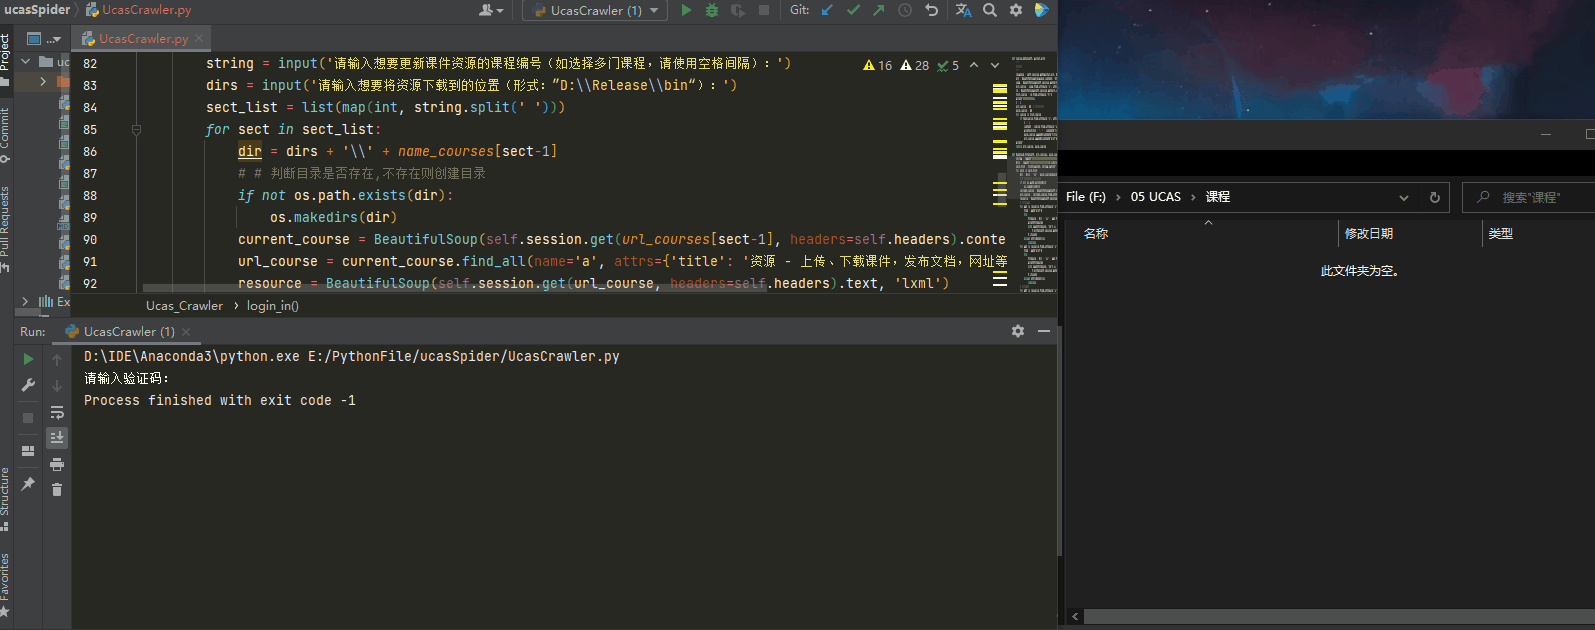 ucasSpider
UcasCrawler.py
UcasCrawler (1)
Git:
Project
Commit
Pull Requests
Structure
Favorites
UcasCrawler.py
uc
Ex
16 28 5
82 string = input('请输入想要更新课件资源的课程编号（如选择多门课程，请使用空格间隔）：')
83 dirs = input('请输入想要将资源下载到的位置（形式：”D:\\Release\\bin“）：')
84 sect_list = list(map(int, string.split(' ')))
85 for sect in sect_list:
86 dir = dirs + '\\' + name_courses[sect-1]
87 # # 判断目录是否存在,不存在则创建目录
88 if not os.path.exists(dir):
89 os.makedirs(dir)
90 current_course = BeautifulSoup(self.session.get(url_courses[sect-1], headers=self.headers).conte
91 url_course = current_course.find_all(name='a', attrs={'title': '资源 - 上传、下载课件，发布文档，网址等
92 resource = BeautifulSoup(self.session.get(url_course, headers=self.headers).text, 'lxml')
Ucas_Crawler › login_in()
Run:
UcasCrawler (1)
D:\IDE\Anaconda3\python.exe E:/PythonFile/ucasSpider/UcasCrawler.py
请输入验证码：
Process finished with exit code -1
File (F:) › 05 UCAS › 课程
搜索"课程"
名称
修改日期
类型
此文件夹为空。